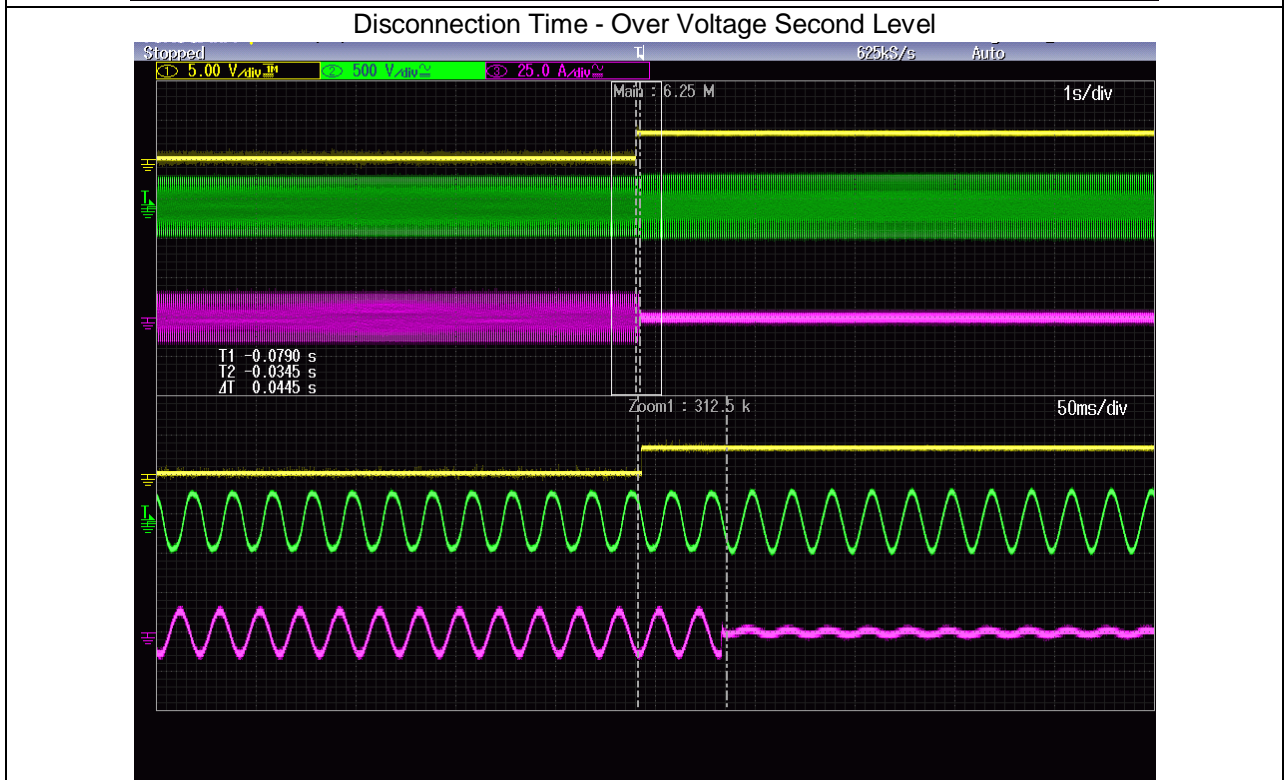 Disconnection Time - Over Voltage Second Level
Stopped T 625kS/s Auto
① 5.00 V/div 1M ② 500 V/div ③ 25.0 A/div
Main : 6.25 M 1s/div
T
T1 -0.0790 s
T2 -0.0345 s
ΔT 0.0445 s
Zoom1 : 312.5 k 50ms/div
T